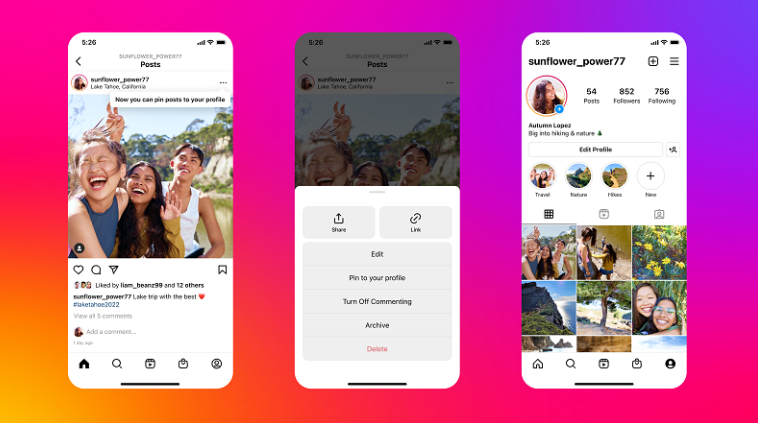 5:26
SUNFLOWER_POWER77
Posts
sunflower_power77
Lake Tahoe, California
Now you can pin posts to your profile
Liked by liam_beanz99 and 12 others
sunflower_power77 Lake trip with the best ❤️
#laketahoe2022
View all 5 comments
Add a comment...
1 day ago
5:26
SUNFLOWER_POWER77
Posts
sunflower_power77
Lake Tahoe, California
Share
Link
Edit
Pin to your profile
Turn Off Commenting
Archive
Delete
5:26
sunflower_power77
54
852
756
Posts
Followers
Following
Autumn Lopez
Big into hiking & nature 🌲
Edit Profile
Travel
Nature
Hikes
New